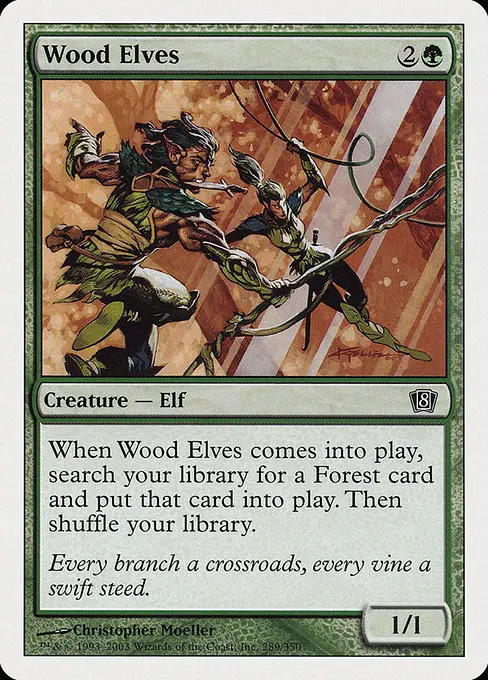 Wood Elves 2
Creature — Elf 8
When Wood Elves comes into play,
search your library for a Forest card
and put that card into play. Then
shuffle your library.
Every branch a crossroads, every vine a
swift steed.
1/1
Christopher Moeller
™ & © 1993–2003 Wizards of the Coast, Inc. 289/350